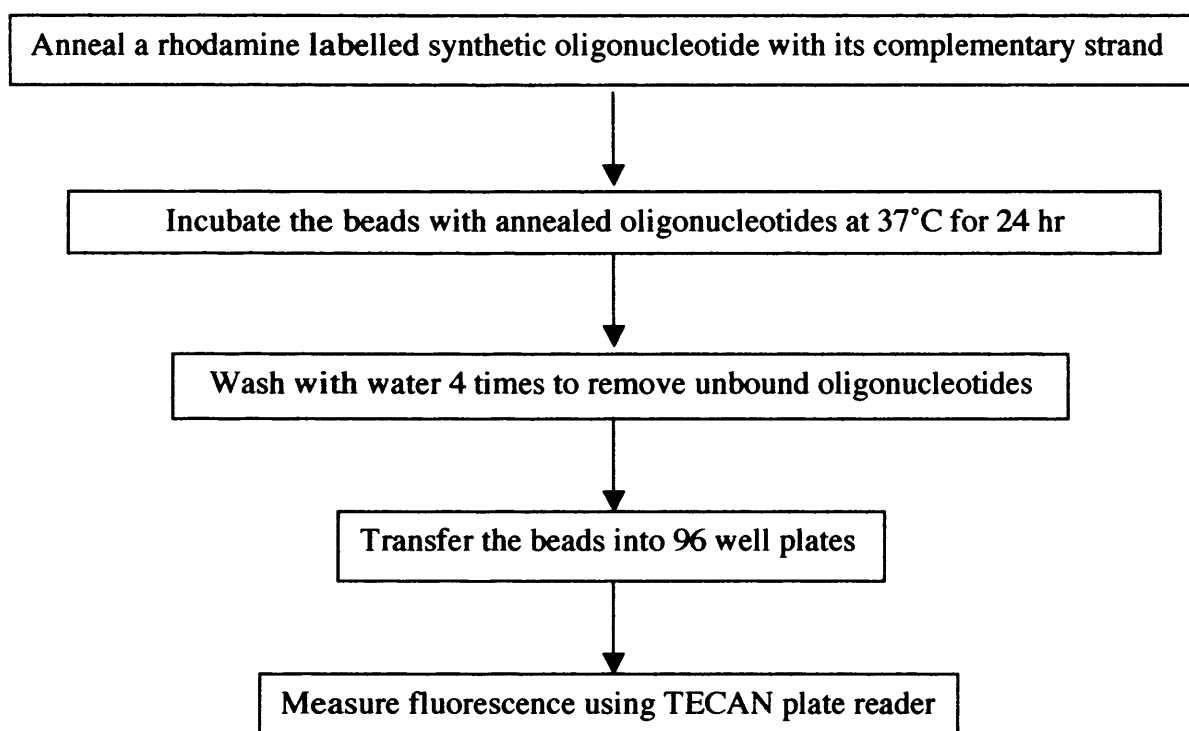 Anneal a rhodamine labelled synthetic oligonucleotide with its complementary strand
Incubate the beads with annealed oligonucleotides at 37°C for 24 hr
Wash with water 4 times to remove unbound oligonucleotides
Transfer the beads into 96 well plates
Measure fluorescence using TECAN plate reader